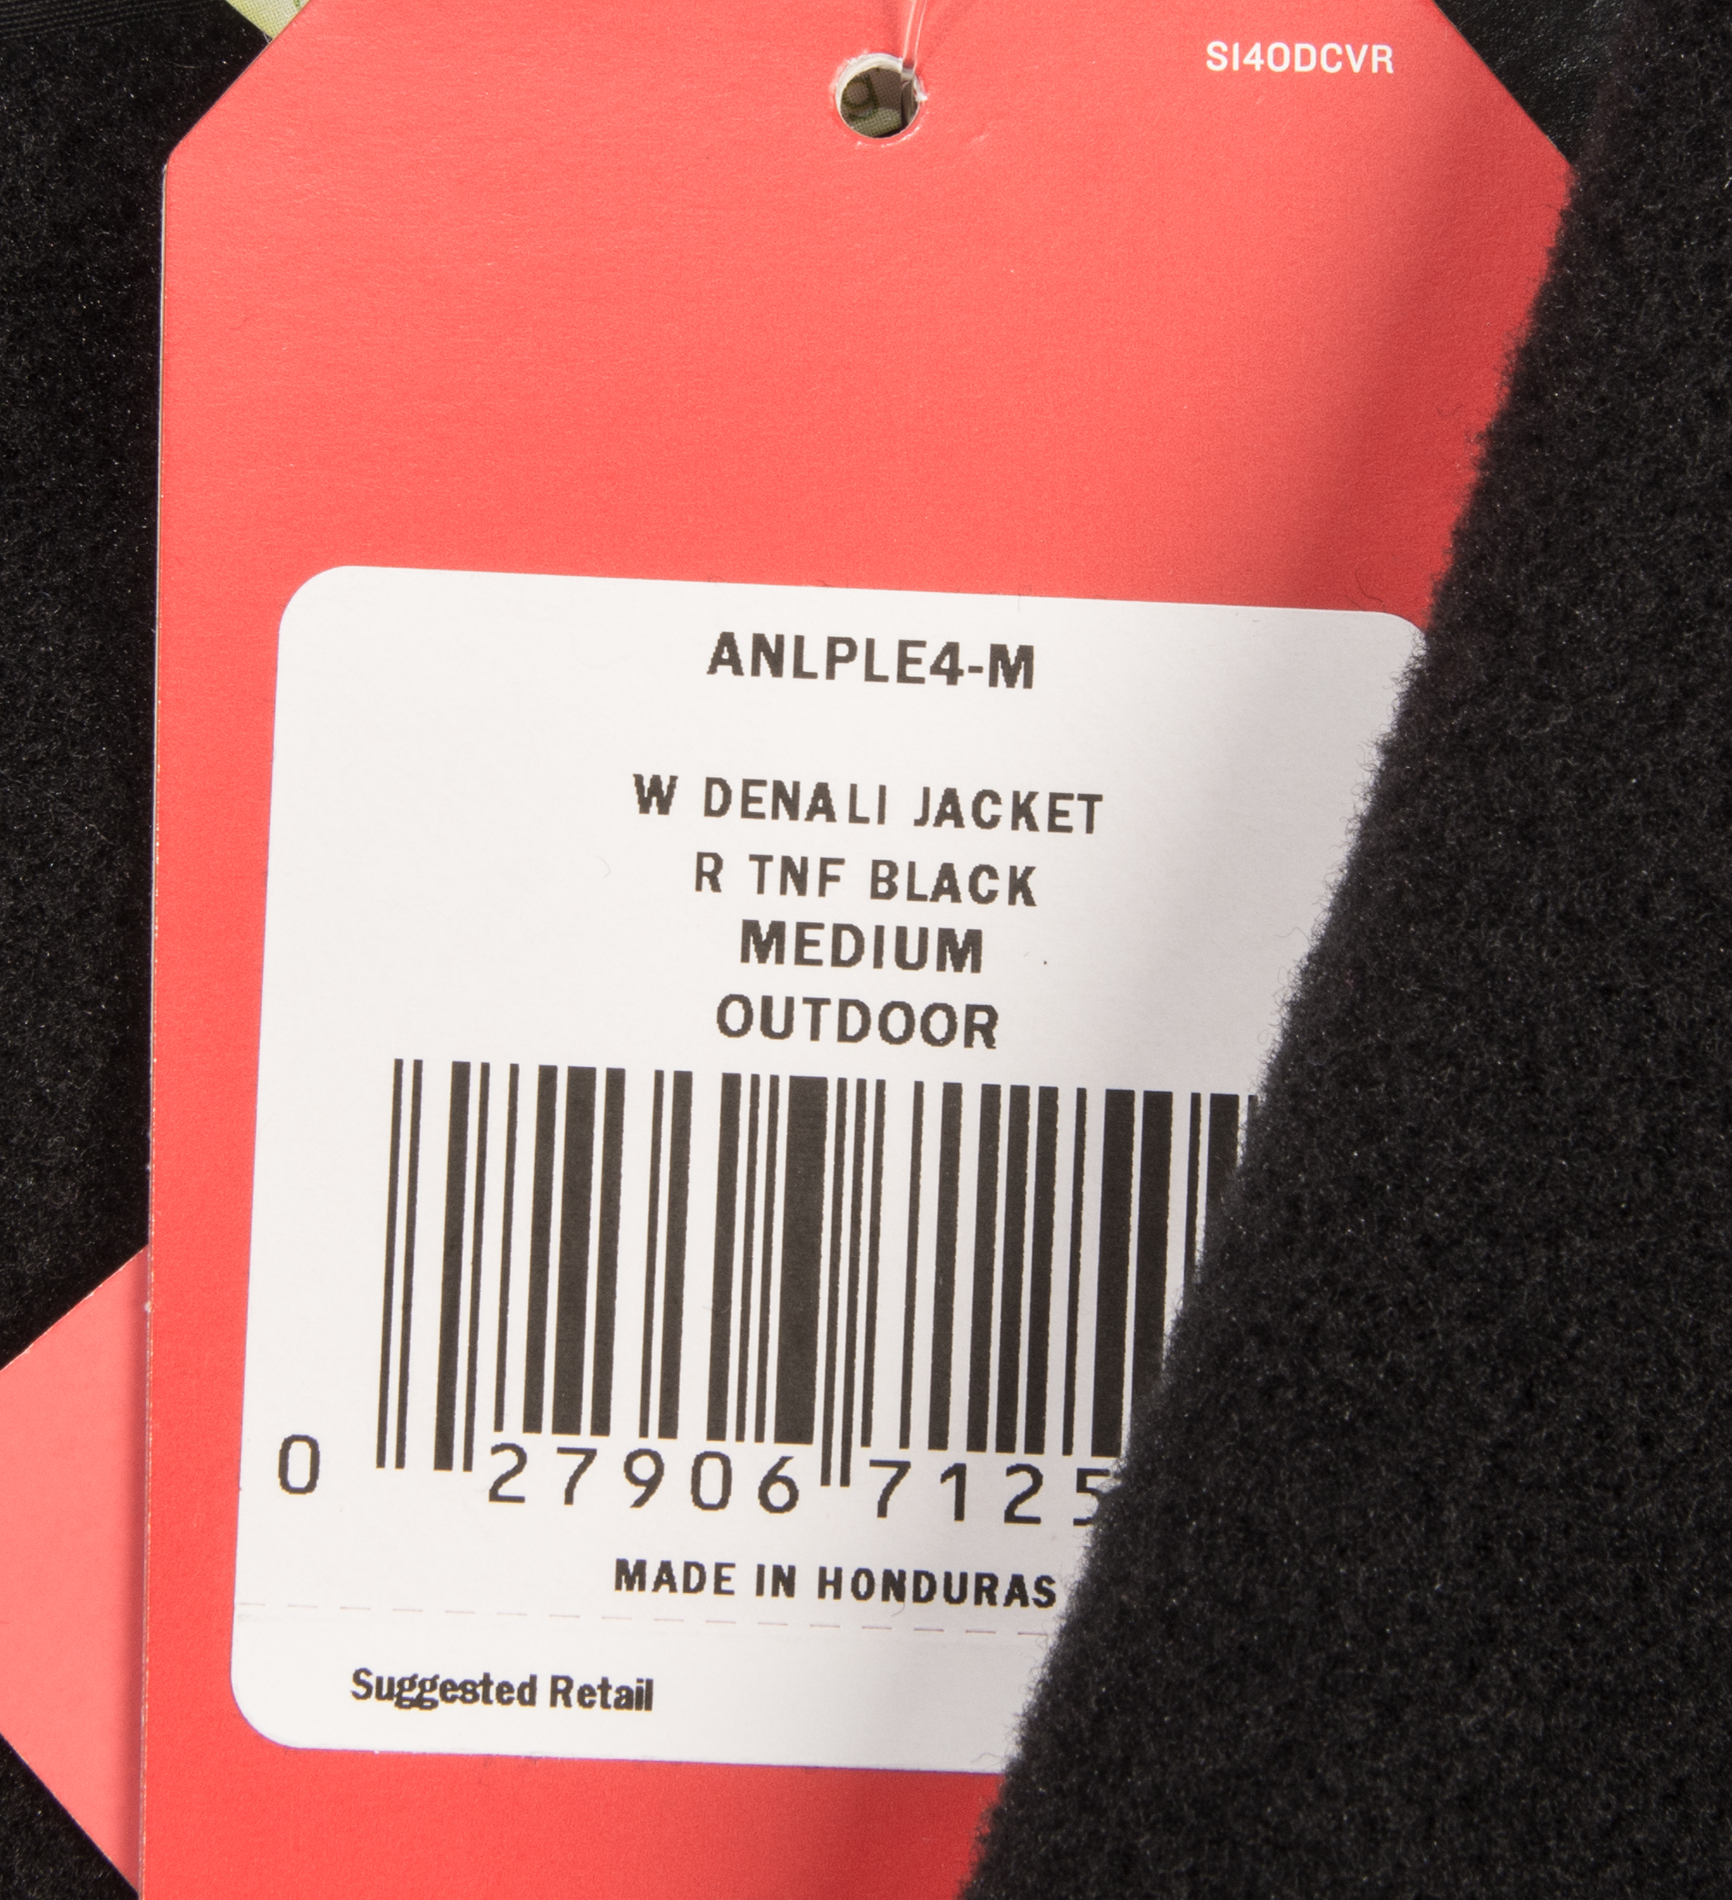 SI4ODCVR
ANLPLE4-M
W DENALI JACKET
R TNF BLACK
MEDIUM
OUTDOOR
0 27906 7125
MADE IN HONDURAS
Suggested Retail